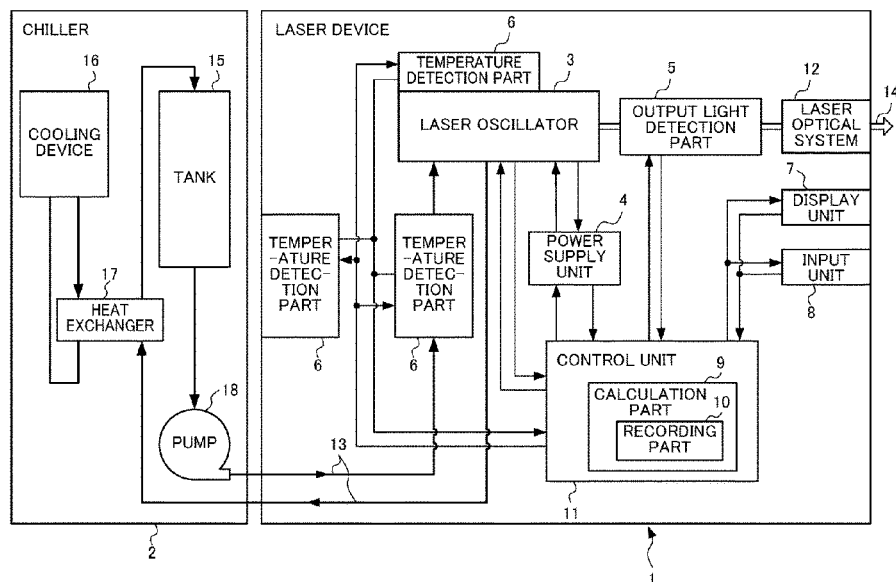 CHILLER
16
15
COOLING
DEVICE
TANK
17
HEAT
EXCHANGER
18
PUMP
2
LASER DEVICE
6
TEMPERATURE
DETECTION PART
3
LASER OSCILLATOR
5
OUTPUT LIGHT
DETECTION
PART
12
LASER
OPTICAL
SYSTEM
14
7
DISPLAY
UNIT
INPUT
UNIT
8
4
POWER
SUPPLY
UNIT
TEMPER
-ATURE
DETEC-
TION
PART
6
TEMPER
-ATURE
DETEC-
TION
PART
6
CONTROL UNIT
9
CALCULATION
PART
10
RECORDING
PART
11
13
1